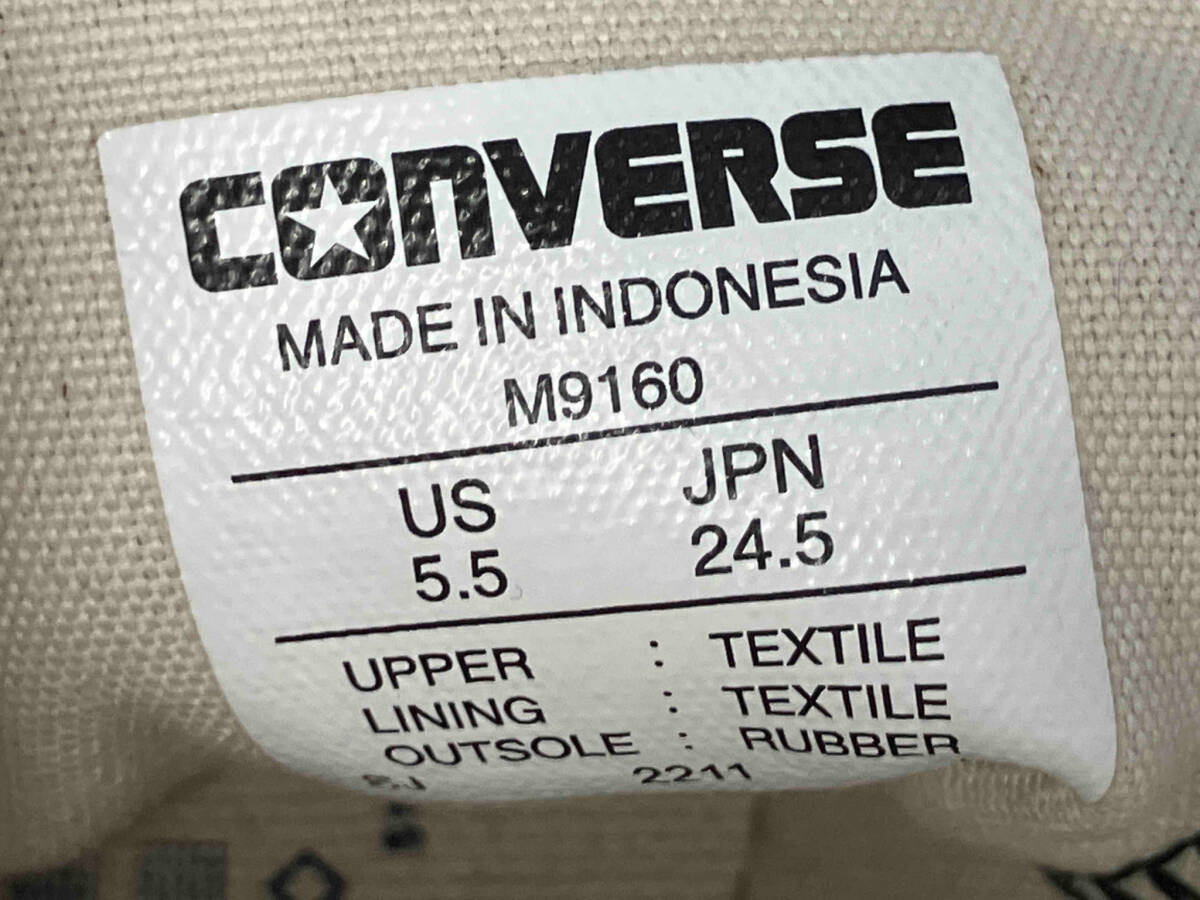 CONVERSE
MADE IN INDONESIA
M9160
US JPN
5.5 24.5
UPPER : TEXTILE
LINING : TEXTILE
OUTSOLE : RUBBER
2211